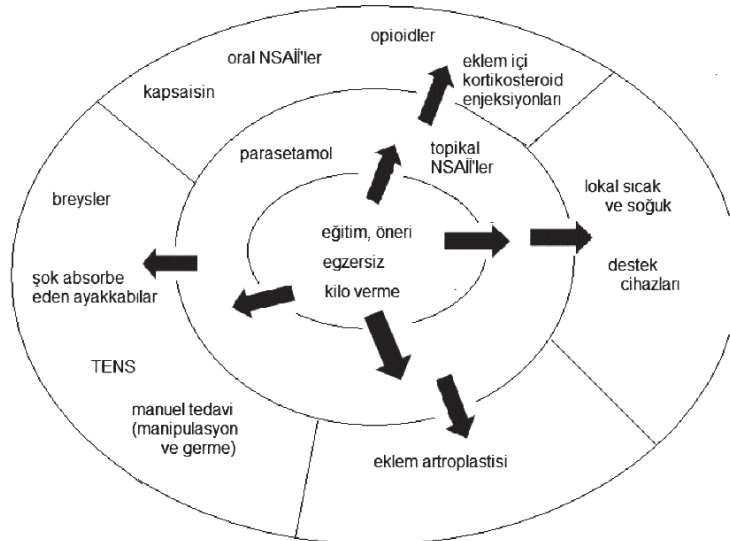 opioidler
oral NSAİİ'ler
kapsaisin
eklem içi
kortikosteroid
enjeksiyonları
parasetamol
topikal
NSAİİ'ler
breysler
lokal sıcak
ve soğuk
eğitim, öneri
egzersiz
kilo verme
şok absorbe
eden ayakkabılar
destek
cihazları
TENS
manuel tedavi
(manipulasyon
ve germe)
eklem artroplastisi